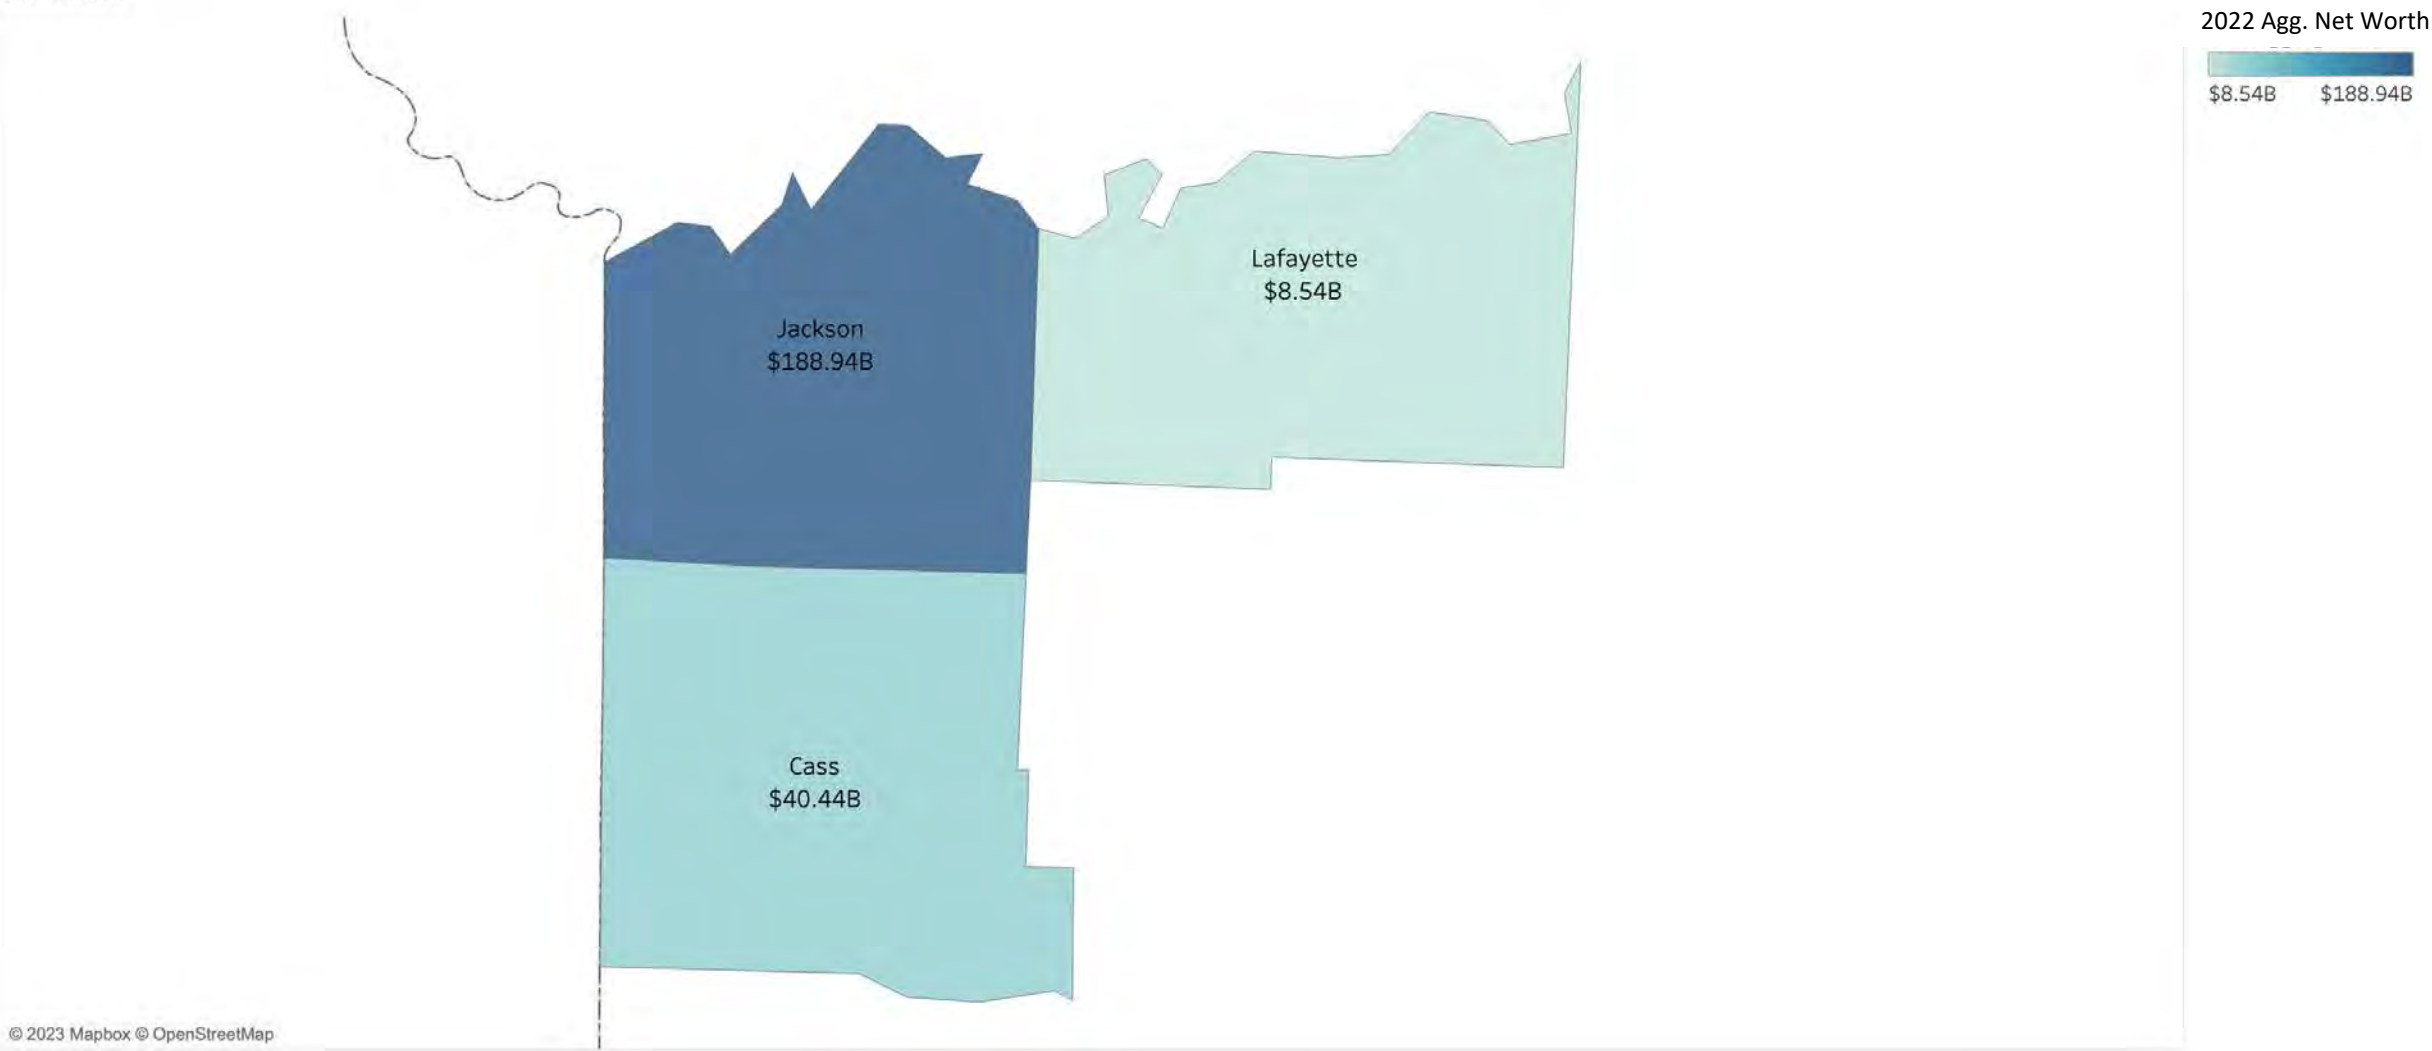 2022 Agg. Net Worth
$8.54B $188.94B
Lafayette
$8.54B
Jackson
$188.94B
Cass
$40.44B
© 2023 Mapbox © OpenStreetMap